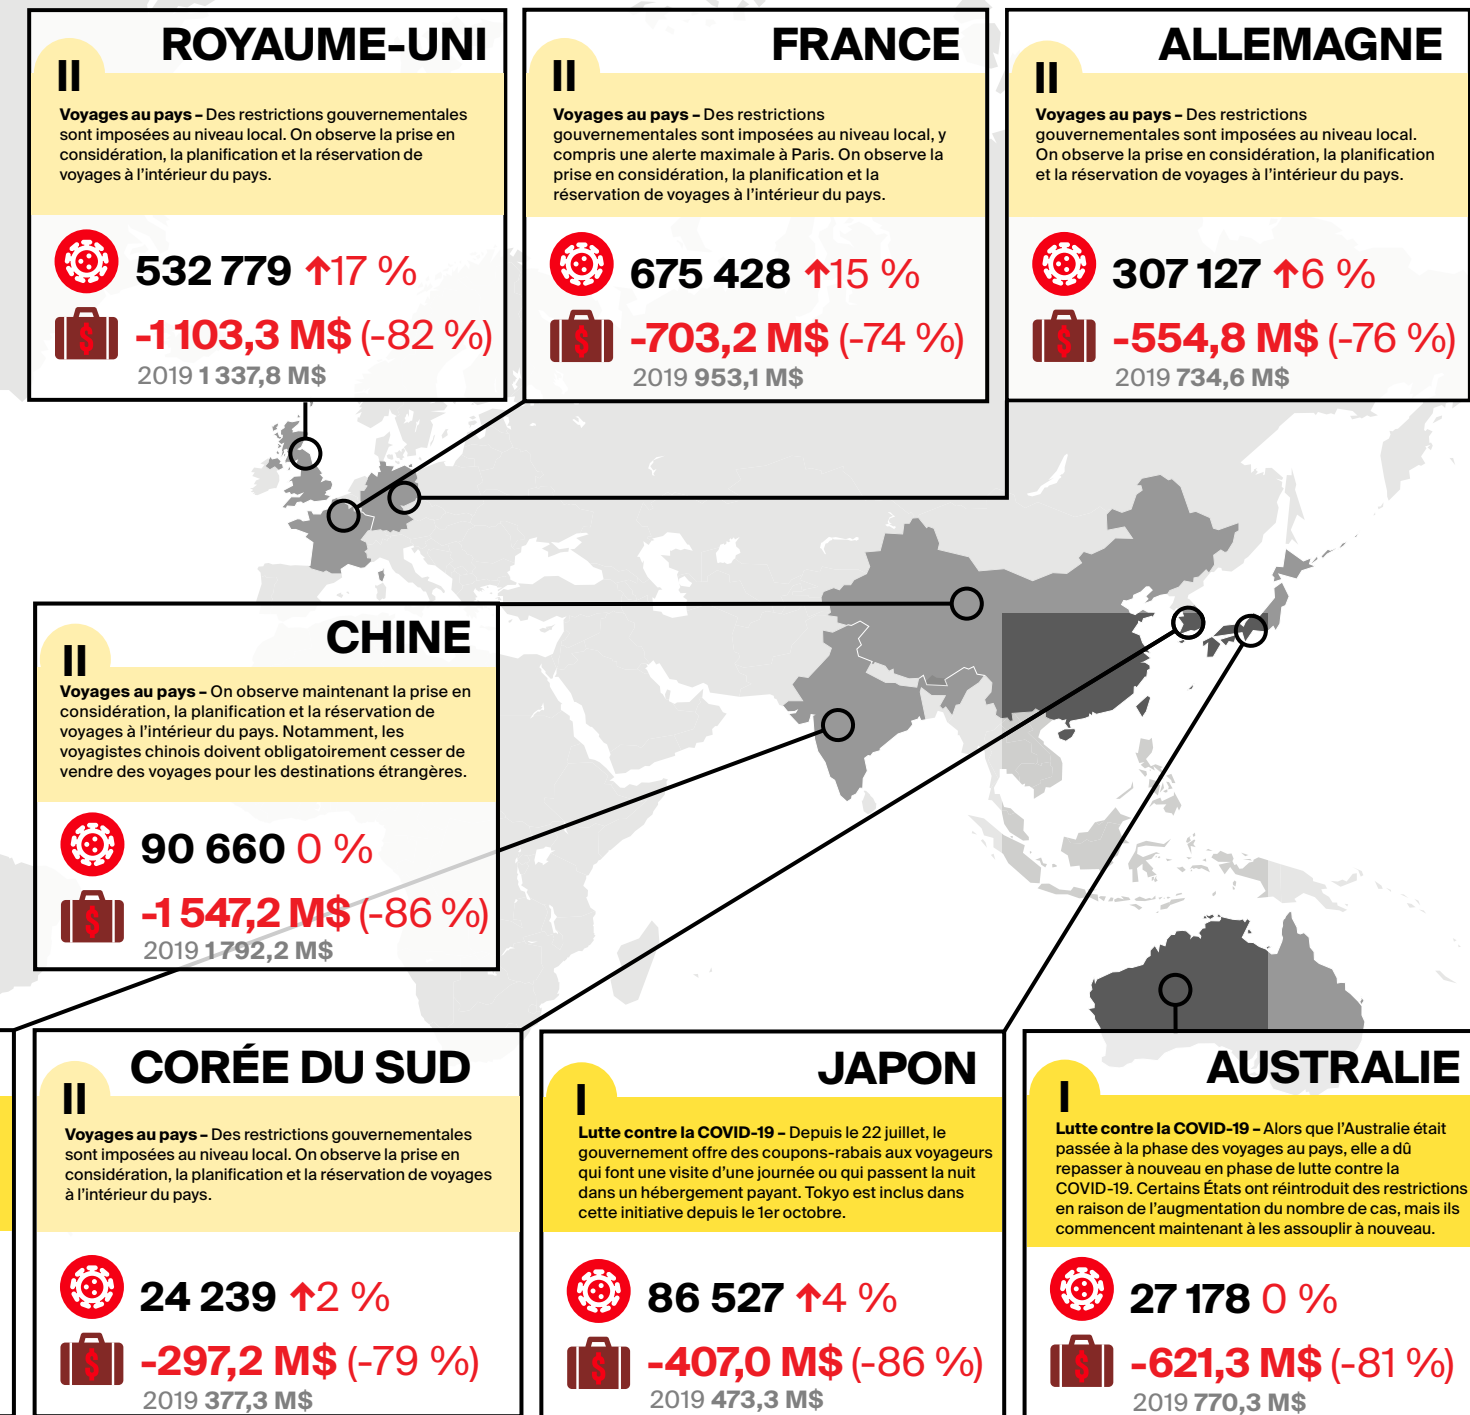 ROYAUME-UNI
II
Voyages au pays – Des restrictions gouvernementales
sont imposées au niveau local. On observe la prise en
considération, la planification et la réservation de
voyages à l'intérieur du pays.
532 779 ↑17 %
$
-1 103,3 M$ (-82 %)
2019 1 337,8 M$
FRANCE
II
Voyages au pays – Des restrictions
gouvernementales sont imposées au niveau local, y
compris une alerte maximale à Paris. On observe la
prise en considération, la planification et la
réservation de voyages à l'intérieur du pays.
675 428 ↑15 %
$
-703,2 M$ (-74 %)
2019 953,1 M$
ALLEMAGNE
II
Voyages au pays – Des restrictions
gouvernementales sont imposées au niveau local.
On observe la prise en considération, la planification
et la réservation de voyages à l'intérieur du pays.
307 127 ↑6 %
$
-554,8 M$ (-76 %)
2019 734,6 M$
CHINE
II
Voyages au pays – On observe maintenant la prise en
considération, la planification et la réservation de
voyages à l'intérieur du pays. Notamment, les
voyagistes chinois doivent obligatoirement cesser de
vendre des voyages pour les destinations étrangères.
90 660 0 %
$
-1 547,2 M$ (-86 %)
2019 1 792,2 M$
CORÉE DU SUD
II
Voyages au pays – Des restrictions gouvernementales
sont imposées au niveau local. On observe la prise en
considération, la planification et la réservation de voyages
à l'intérieur du pays.
24 239 ↑2 %
$
-297,2 M$ (-79 %)
2019 377,3 M$
JAPON
I
Lutte contre la COVID-19 – Depuis le 22 juillet, le
gouvernement offre des coupons-rabais aux voyageurs
qui font une visite d'une journée ou qui passent la nuit
dans un hébergement payant. Tokyo est inclus dans
cette initiative depuis le 1er octobre.
86 527 ↑4 %
$
-407,0 M$ (-86 %)
2019 473,3 M$
AUSTRALIE
I
Lutte contre la COVID-19 – Alors que l'Australie était
passée à la phase des voyages au pays, elle a dû
repasser à nouveau en phase de lutte contre la
COVID-19. Certains États ont réintroduit des restrictions
en raison de l'augmentation du nombre de cas, mais ils
commencent maintenant à les assouplir à nouveau.
27 178 0 %
$
-621,3 M$ (-81 %)
2019 770,3 M$